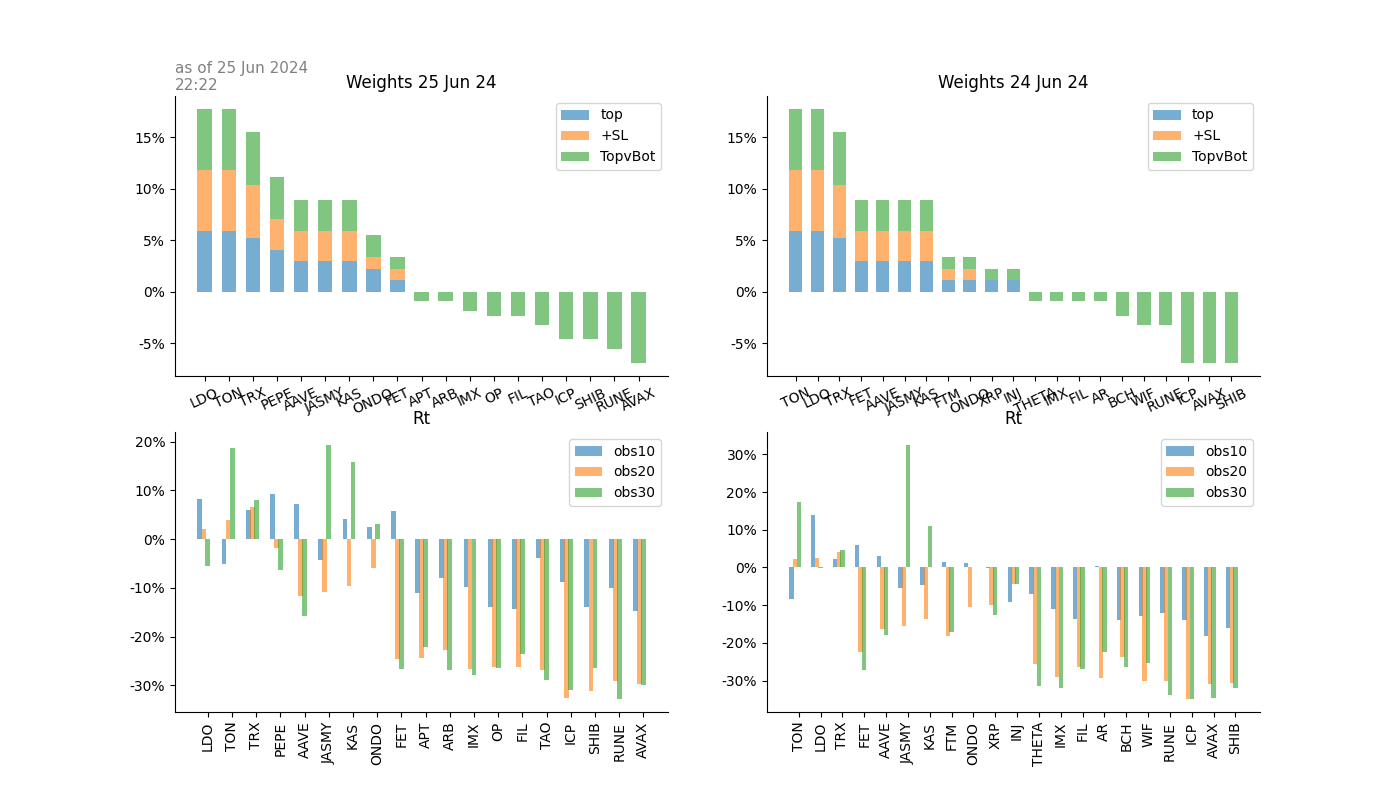 as of 25 Jun 2024
22:22
Weights 25 Jun 24
top
+SL
TopvBot
15%
10%
5%
0%
-5%
LDO TON TRX PEPE AAVE JASMY KAS ONDO FET APT ARB IMX OP FIL TAO ICP SHIB RUNE AVAX
Weights 24 Jun 24
top
+SL
TopvBot
15%
10%
5%
0%
-5%
TON LDO TRX FET AAVE JASMY KAS FTM ONDO XRP INJ THETA IMX FIL AR BCH WIF RUNE ICP AVAX SHIB
Rt
obs10
obs20
obs30
20%
10%
0%
-10%
-20%
-30%
LDO TON TRX PEPE AAVE JASMY KAS ONDO FET APT ARB IMX OP FIL TAO ICP SHIB RUNE AVAX
Rt
obs10
obs20
obs30
30%
20%
10%
0%
-10%
-20%
-30%
TON LDO TRX FET AAVE JASMY KAS FTM ONDO XRP INJ THETA IMX FIL AR BCH WIF RUNE ICP AVAX SHIB